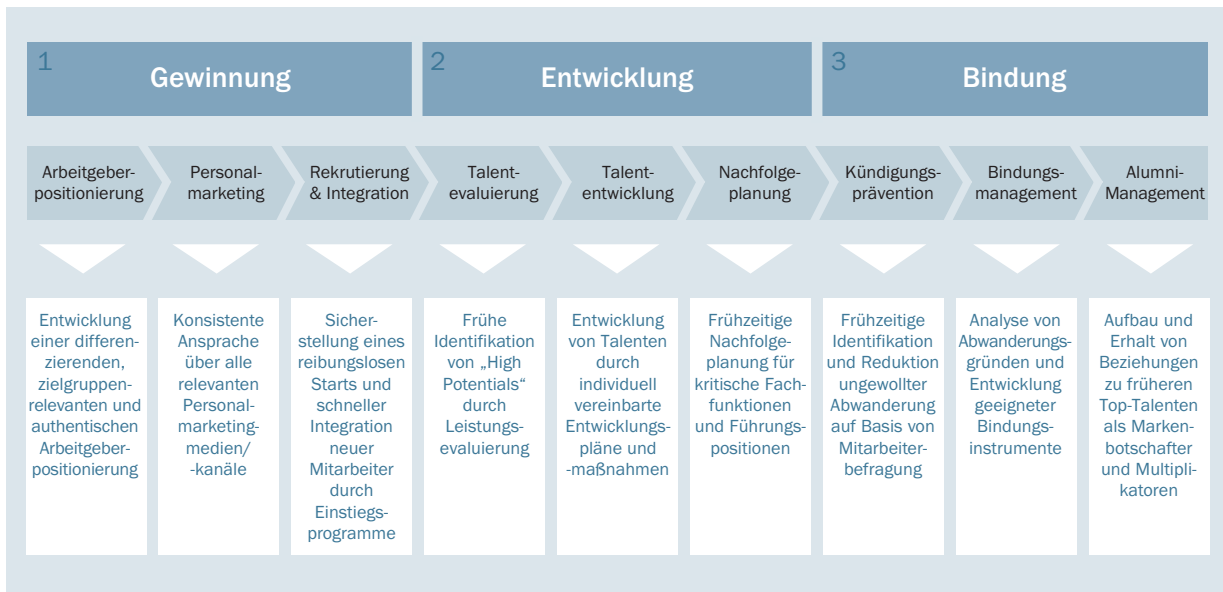 1
Gewinnung
2
Entwicklung
3
Bindung
Arbeitgeber-
positionierung
Personal-
marketing
Rekrutierung
& Integration
Talent-
evaluierung
Talent-
entwicklung
Nachfolge-
planung
Kündigungs-
prävention
Bindungs-
management
Alumni-
Management
Entwicklung
einer differen-
zierenden,
zielgruppen-
relevanten und
authentischen
Arbeitgeber-
positionierung
Konsistente
Ansprache
über alle
relevanten
Personal-
marketing-
medien/
-kanäle
Sicher-
stellung eines
reibungslosen
Starts und
schneller
Integration
neuer
Mitarbeiter
durch
Einstiegs-
programme
Frühe
Identifikation
von „High
Potentials“
durch
Leistungs-
evaluierung
Entwicklung
von Talenten
durch
individuell
vereinbarte
Entwicklungs-
pläne und
-maßnahmen
Frühzeitige
Nachfolge-
planung für
kritische Fach-
funktionen
und Führungs-
positionen
Frühzeitige
Identifikation
und Reduktion
ungewollter
Abwanderung
auf Basis von
Mitarbeiter-
befragung
Analyse von
Abwanderungs-
gründen und
Entwicklung
geeigneter
Bindungs-
instrumente
Aufbau und
Erhalt von
Beziehungen
zu früheren
Top-Talenten
als Marken-
botschafter
und Multipli-
katoren